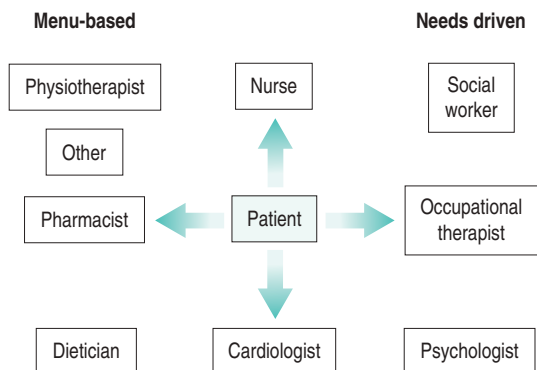 Menu-based
Needs driven
Physiotherapist
Nurse
Social
worker
Other
Pharmacist
Patient
Occupational
therapist
Dietician
Cardiologist
Psychologist